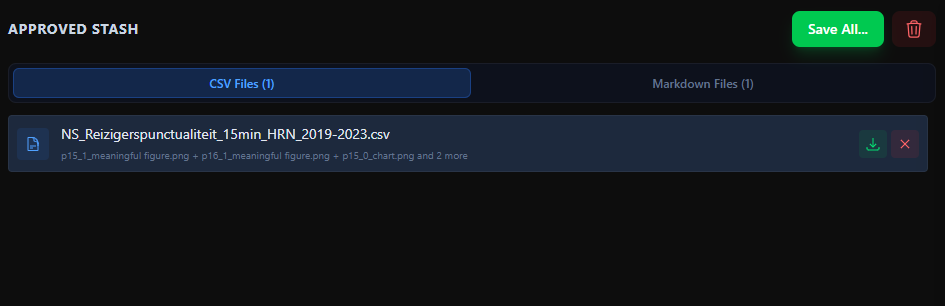 APPROVED STASH
Save All...
CSV Files (1)
Markdown Files (1)
NS_Reizigerspunctualiteit_15min_HRN_2019-2023.csv
p15_1_meaningful figure.png + p16_1_meaningful figure.png + p15_0_chart.png and 2 more